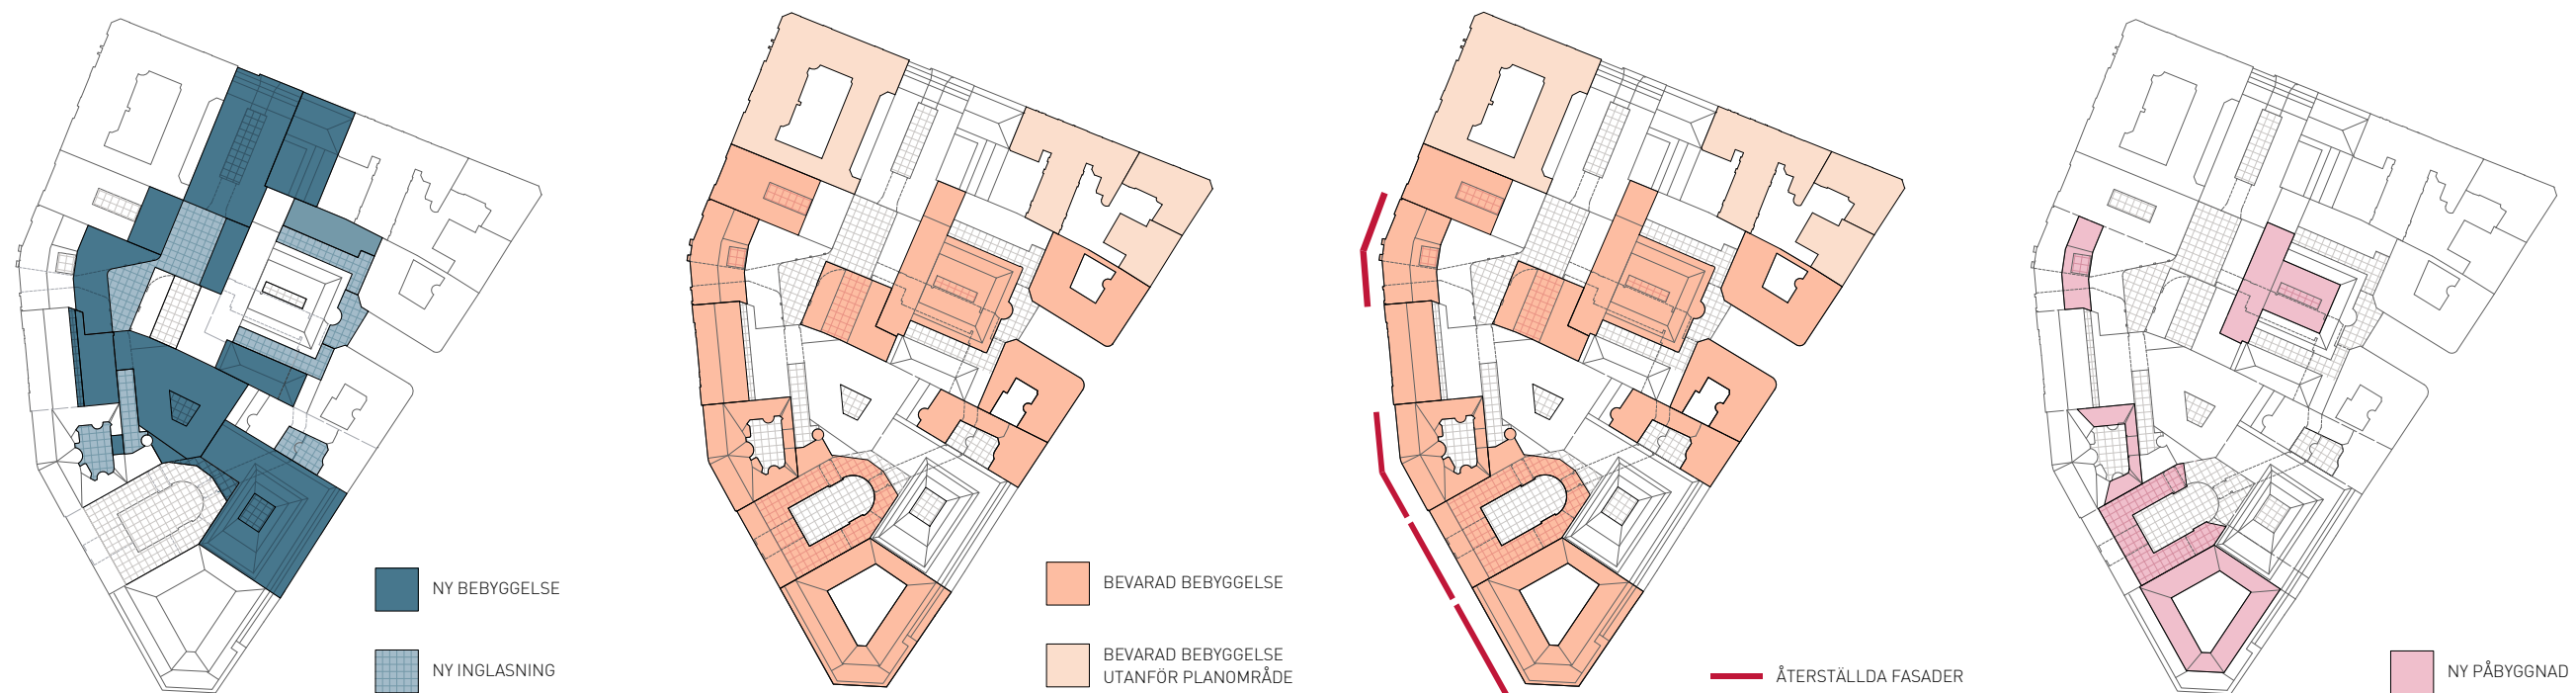 NY BEBYGGELSE
NY INGLASNING
BEVARAD BEBYGGELSE
BEVARAD BEBYGGELSE
UTANFÖR PLANOMRÅDE
ÅTERSTÄLLDA FASADER
NY PÅBYGGNAD